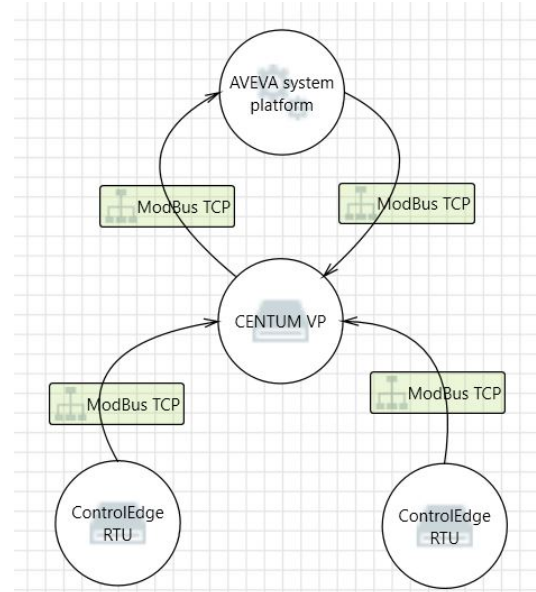 AVEVA system
platform
ModBus TCP
ModBus TCP
CENTUM VP
ModBus TCP
ModBus TCP
ControlEdge
RTU
ControlEdge
RTU